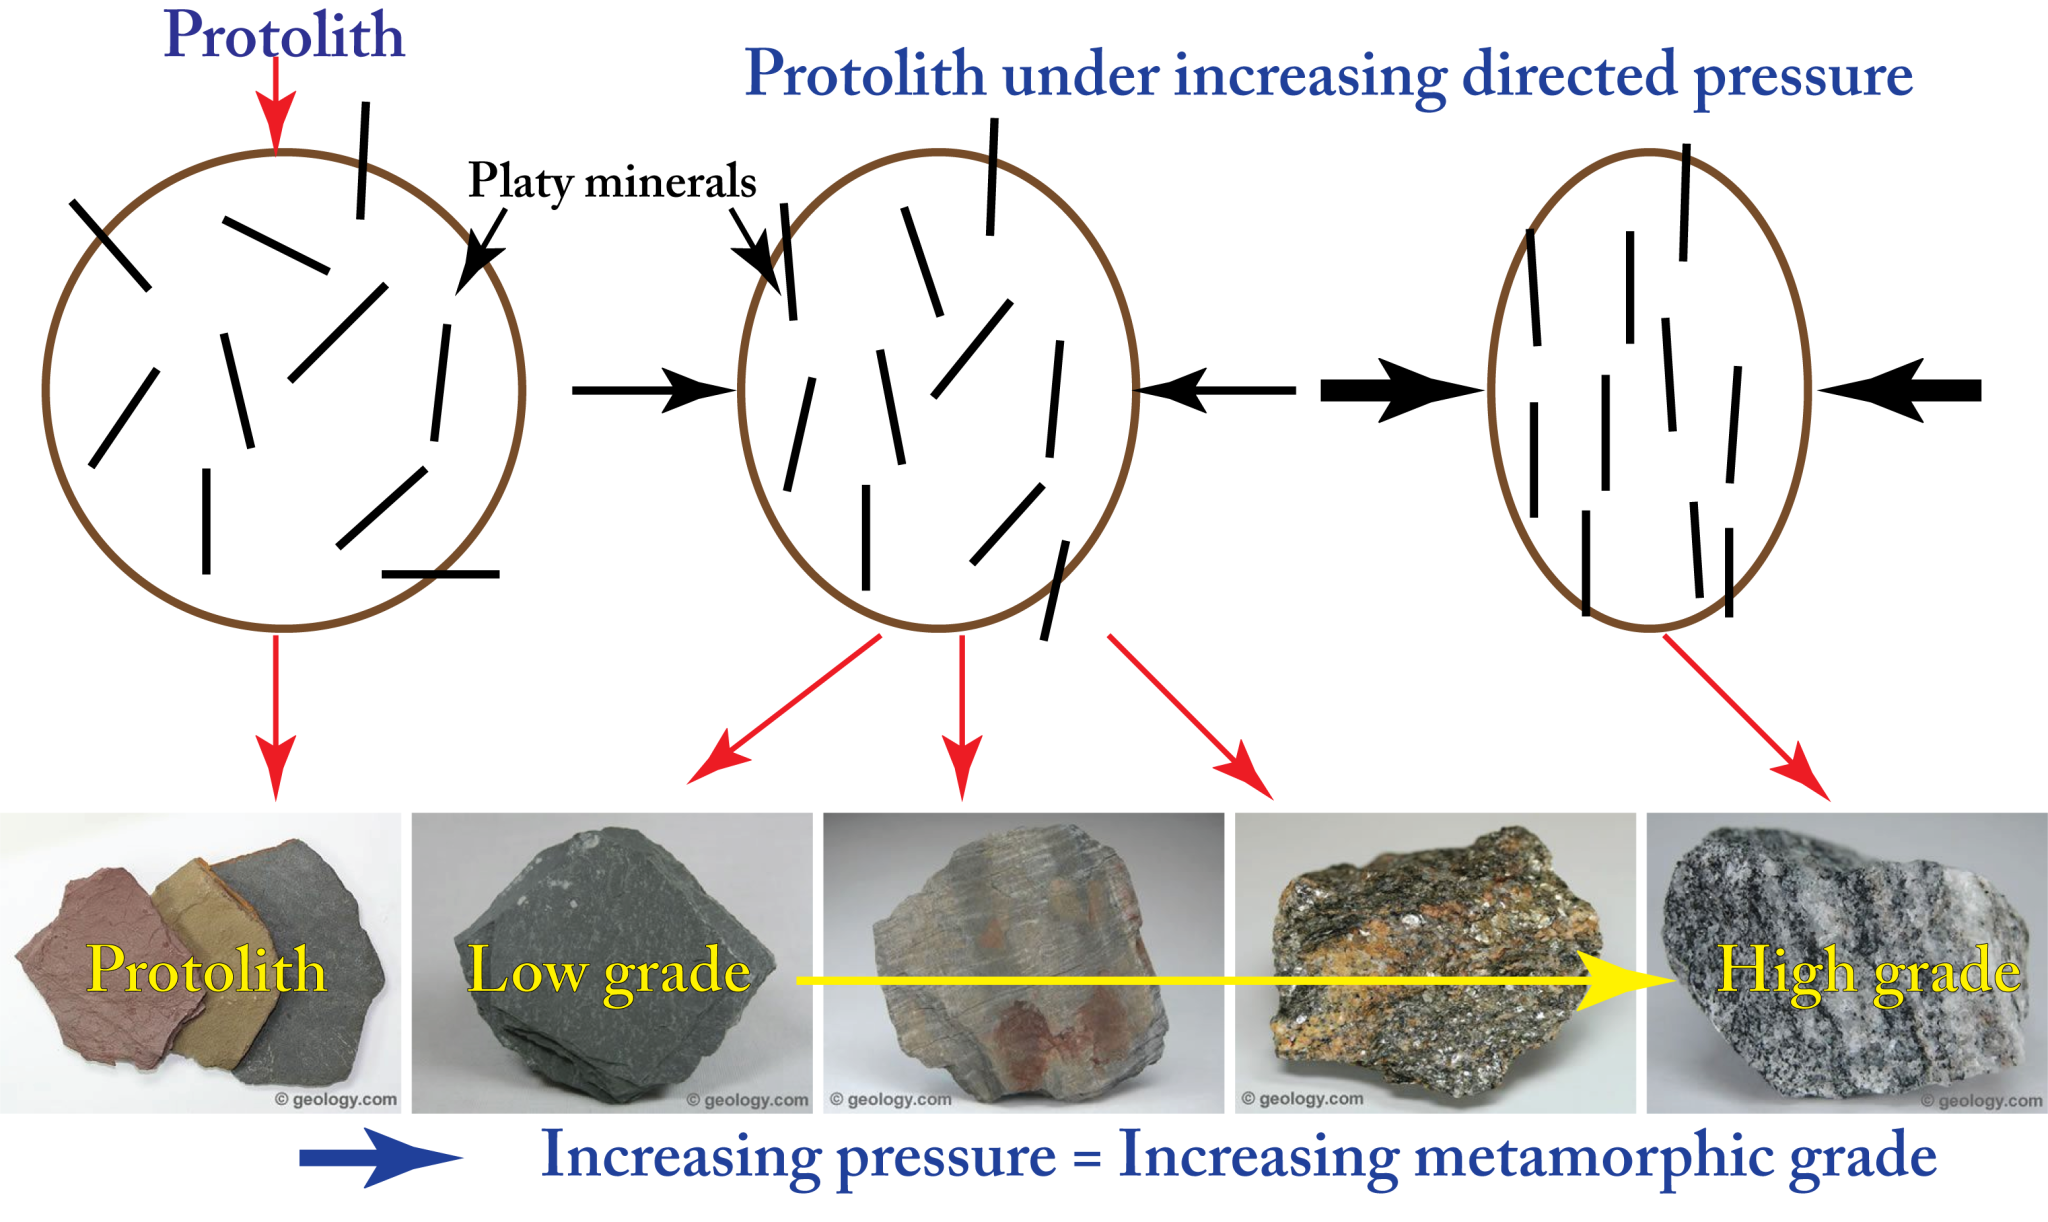 Protolith
Protolith under increasing directed pressure
Platy minerals
Protolith
Low grade
High grade
© geology.com
© geology.com
© geology.com
© geology.com
© geology.com
Increasing pressure = Increasing metamorphic grade